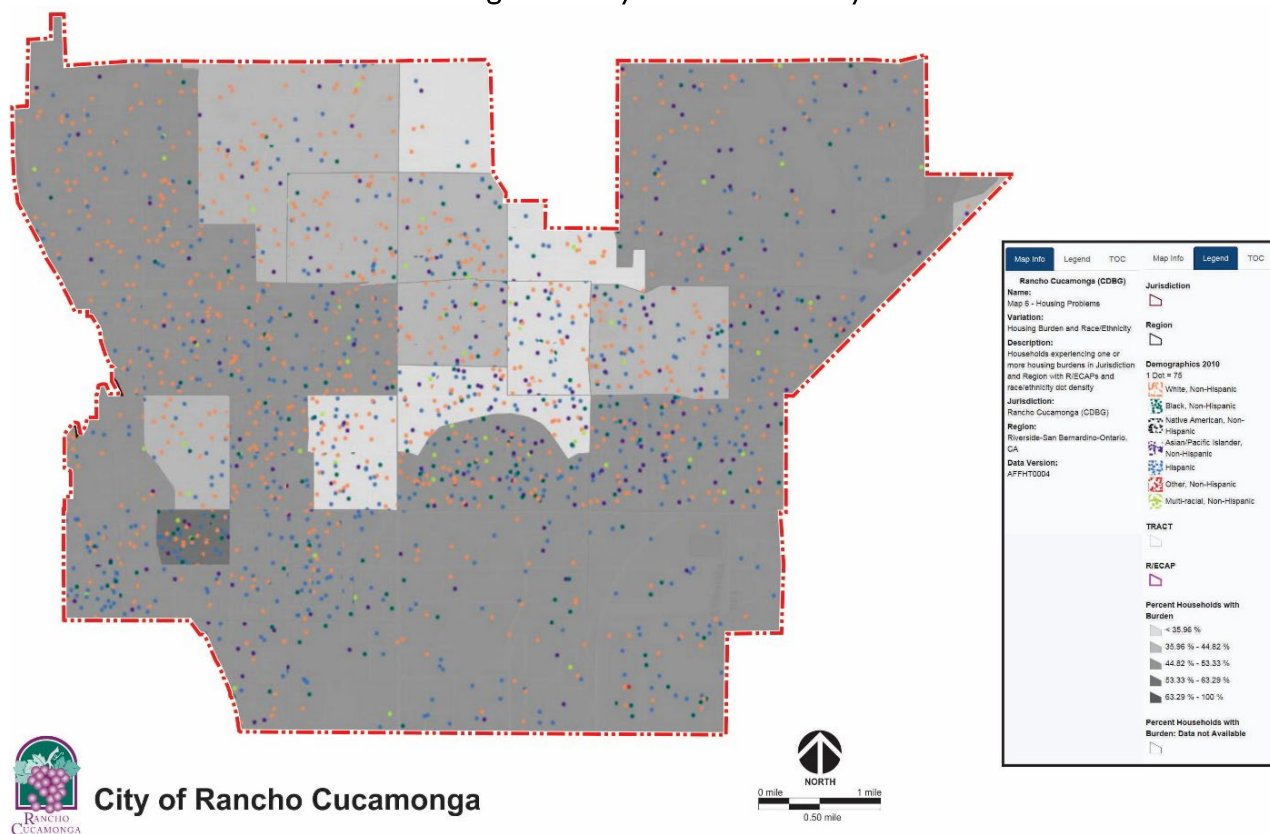 City of Rancho Cucamonga
RANCHO
CUCAMONGA
NORTH
0 mile 1 mile
0.50 mile
Map Info Legend TOC
Rancho Cucamonga (CDBG)
Name:
Map 6 - Housing Problems
Variation:
Housing Burden and Race/Ethnicity
Description:
Households experiencing one or
more housing burdens in Jurisdiction
and Region with R/ECAPs and
race/ethnicity dot density
Jurisdiction:
Rancho Cucamonga (CDBG)
Region:
Riverside-San Bernardino-Ontario,
CA
Data Version:
AFFHT0004
Map Info Legend TOC
Jurisdiction
Region
Demographics 2010
1 Dot = 75
White, Non-Hispanic
Black, Non-Hispanic
Native American, Non-
Hispanic
Asian/Pacific Islander,
Non-Hispanic
Hispanic
Other, Non-Hispanic
Multi-racial, Non-Hispanic
TRACT
R/ECAP
Percent Households with
Burden
< 35.96 %
35.96 % - 44.82 %
44.82 % - 53.33 %
53.33 % - 63.29 %
63.29 % - 100 %
Percent Households with
Burden: Data not Available